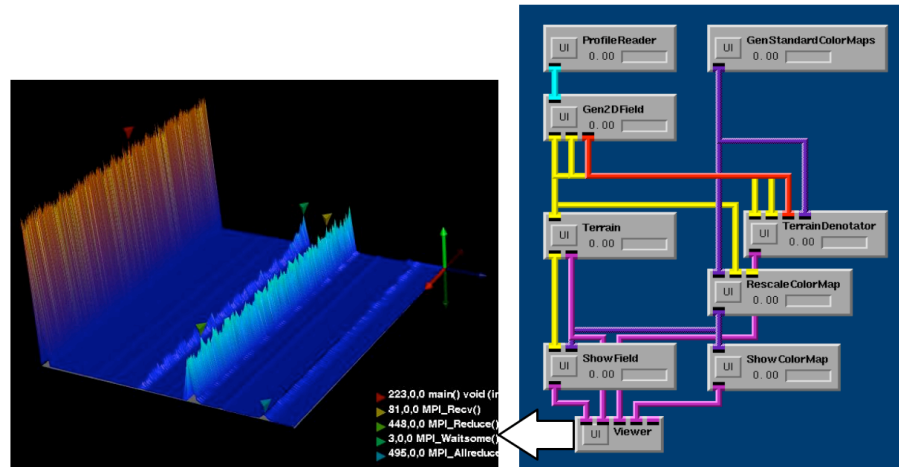 223,0,0 main() void (in
81,0,0 MPI_Recv()
448,0,0 MPI_Reduce()
3,0,0 MPI_Waitsome()
495,0,0 MPI_Allreduce
ProfileReader
UI
0.00
GenStandardColorMaps
UI
0.00
Gen2DField
UI
0.00
Terrain
UI
0.00
TerrainDenotator
UI
0.00
RescaleColorMap
UI
0.00
ShowField
UI
0.00
ShowColorMap
UI
0.00
Viewer
UI